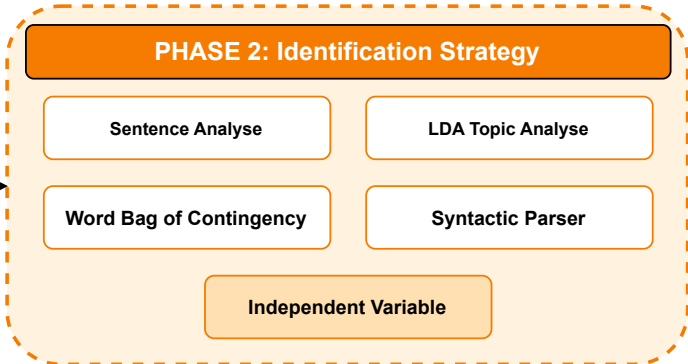 PHASE 2: Identification Strategy
Sentence Analyse
LDA Topic Analyse
Word Bag of Contingency
Syntactic Parser
Independent Variable